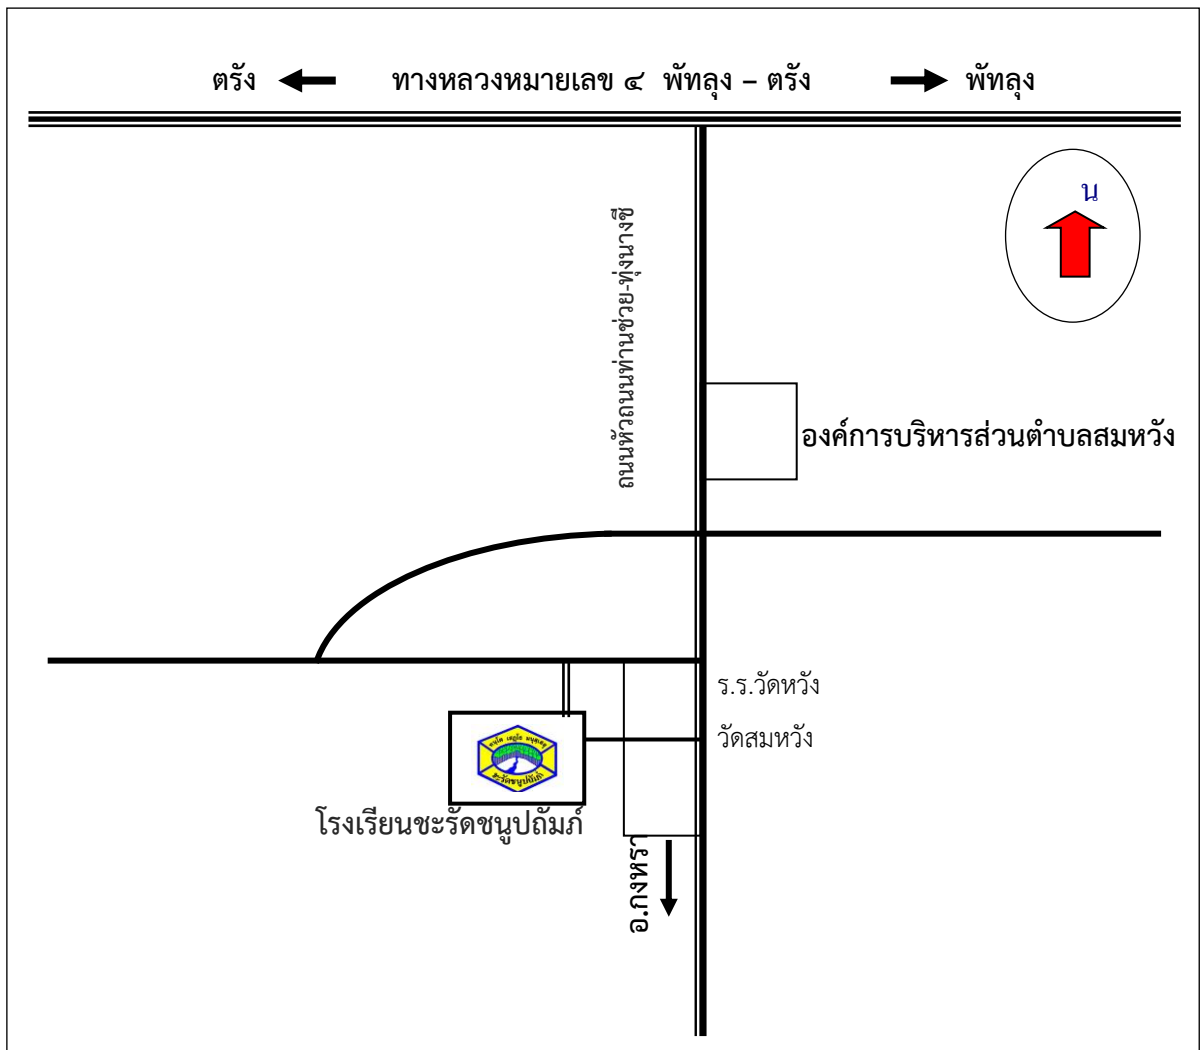 ตรัง ทางหลวงหมายเลข ๔ พัทลุง – ตรัง พัทลุง
น
ถนนหัวถนนท่านช่วย-ทุ่งนางชี
องค์การบริหารส่วนตำบลสมหวัง
ร.ร.วัดหวัง
วัดสมหวัง
โรงเรียนชะรัดชนูปถัมภ์
อ.กงหรา